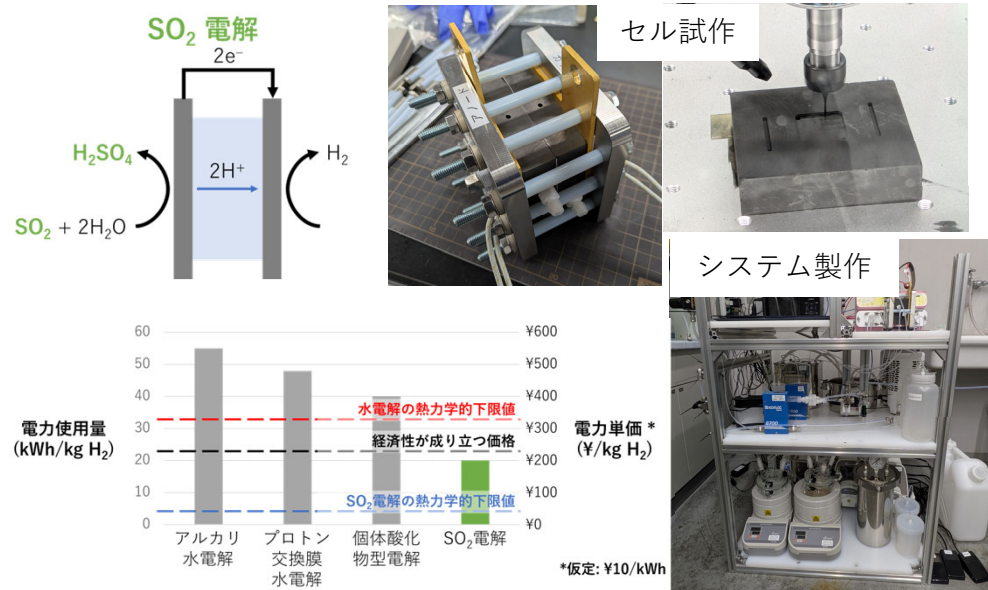 SO₂ 電解
2e⁻
H₂SO₄
2H⁺
H₂
SO₂ + 2H₂O
セル試作
アノード
システム製作
60
50
40
30
20
10
0
電力使用量
(kWh/kg H₂)
¥600
¥500
¥400
¥300
¥200
¥100
¥0
電力単価 *
(¥/kg H₂)
水電解の熱力学的下限値
経済性が成り立つ価格
SO₂電解の熱力学的下限値
アルカリ
水電解
プロトン
交換膜
水電解
個体酸化
物型電解
SO₂電解
*仮定: ¥10/kWh